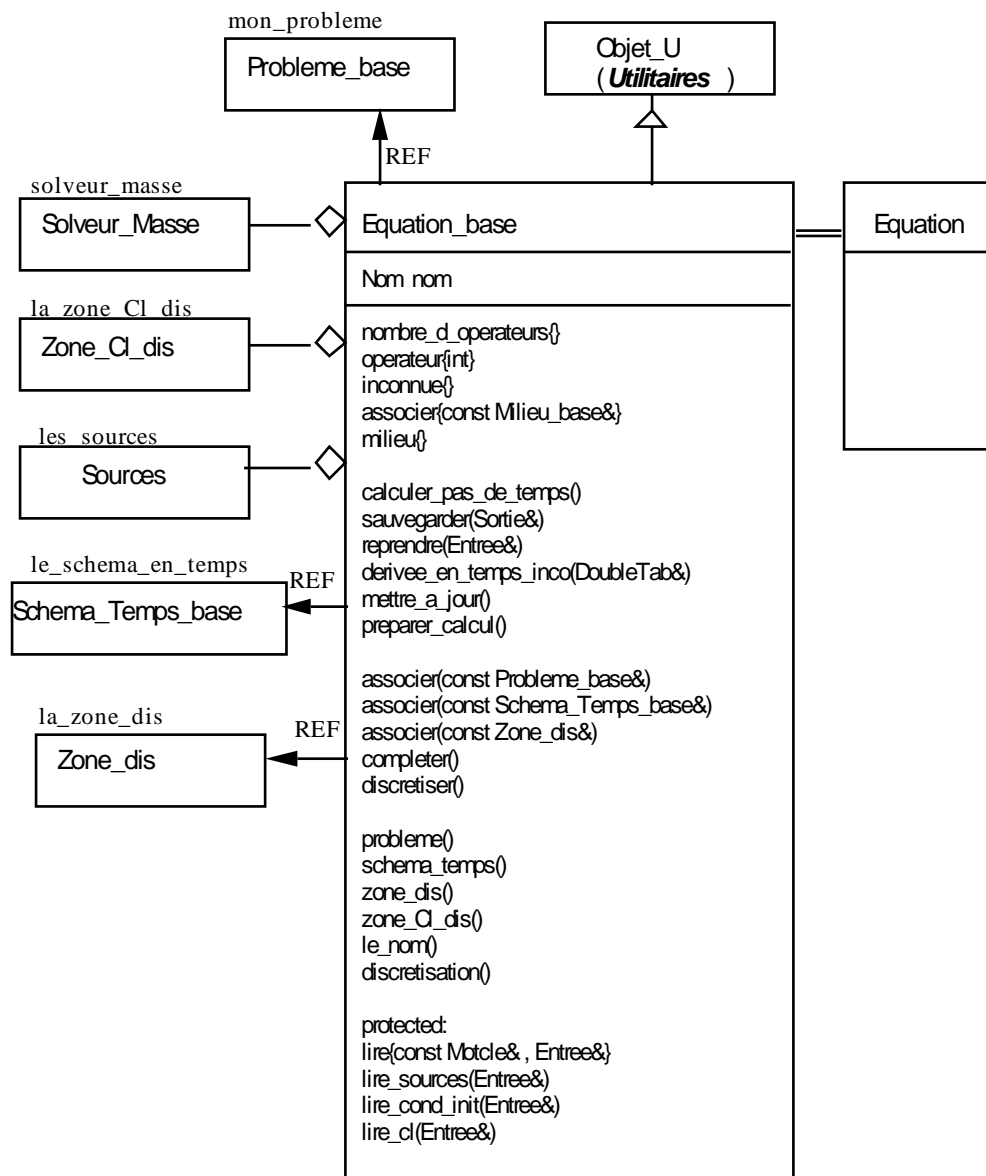 mon_probleme
Probleme_base
Objet_U
( Utilitaires )
REF
solveur_masse
Solveur_Masse
Equation_base
Equation
Nom nom
la_zone_Cl_dis
Zone_Cl_dis
nombre_d_operateurs{}
operateur{int}
inconnue{}
associer{const Milieu_base&}
milieu{}
les_sources
Sources
calculer_pas_de_temps()
sauvegarder(Sortie&)
reprendre(Entree&)
derivee_en_temps_inco(DoubleTab&)
mettre_a_jour()
preparer_calcul()
le_schema_en_temps
REF
Schema_Temps_base
associer(const Probleme_base&)
associer(const Schema_Temps_base&)
associer(const Zone_dis&)
completer()
discretiser()
la_zone_dis
REF
Zone_dis
probleme()
schema_temps()
zone_dis()
zone_Cl_dis()
le_nom()
discretisation()
protected:
lire{const Motcle& , Entree&}
lire_sources(Entree&)
lire_cond_init(Entree&)
lire_cl(Entree&)